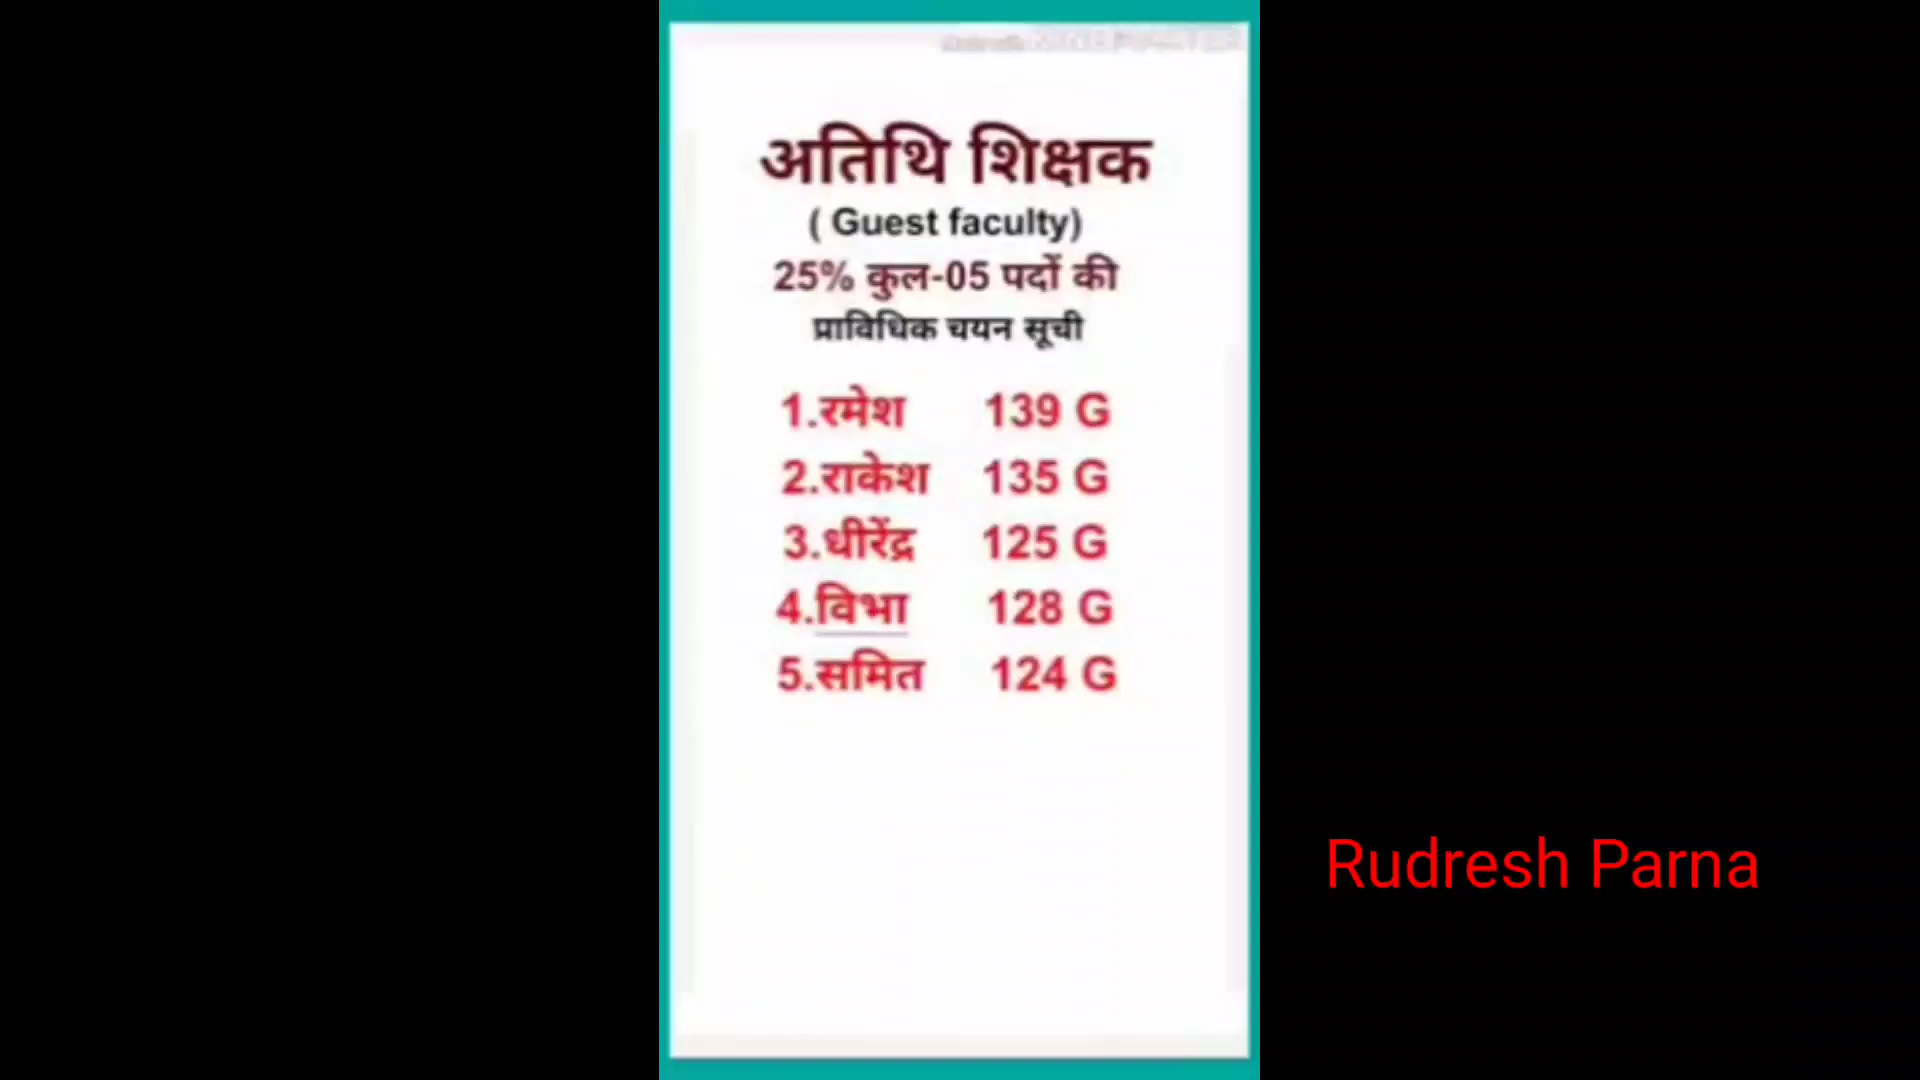 अतिथि शिक्षक
( Guest faculty)
25% कुल-05 पदों की
प्राविधिक चयन सूची
1.रमेश 139 G
2.राकेश 135 G
3.धीरेंद्र 125 G
4.विभा 128 G
5.समित 124 G
Rudresh Parna